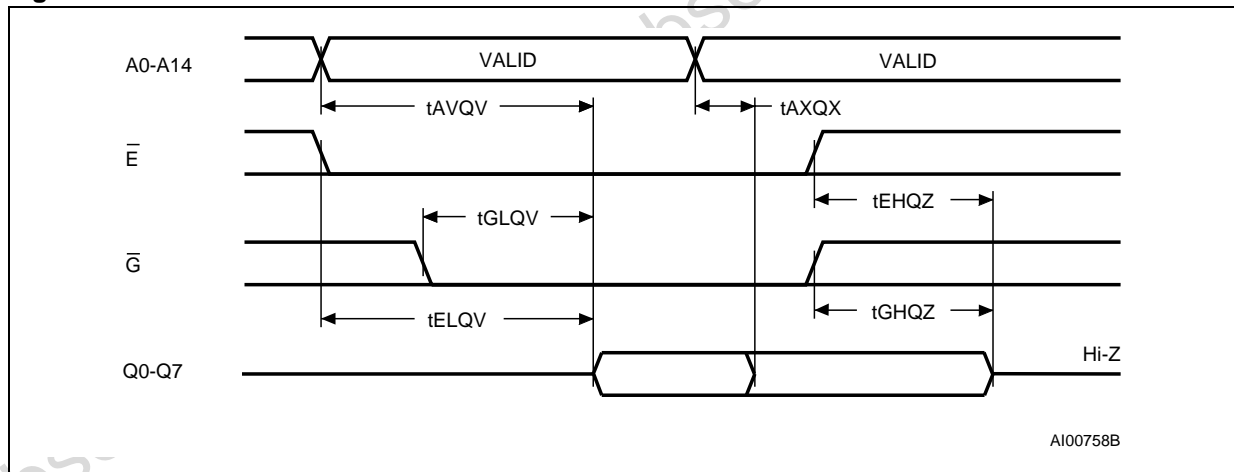 A0-A14
VALID
VALID
tAVQV
tAXQX
E̅
tEHQZ
tGLQV
G̅
tELQV
tGHQZ
Q0-Q7
Hi-Z
AI00758B